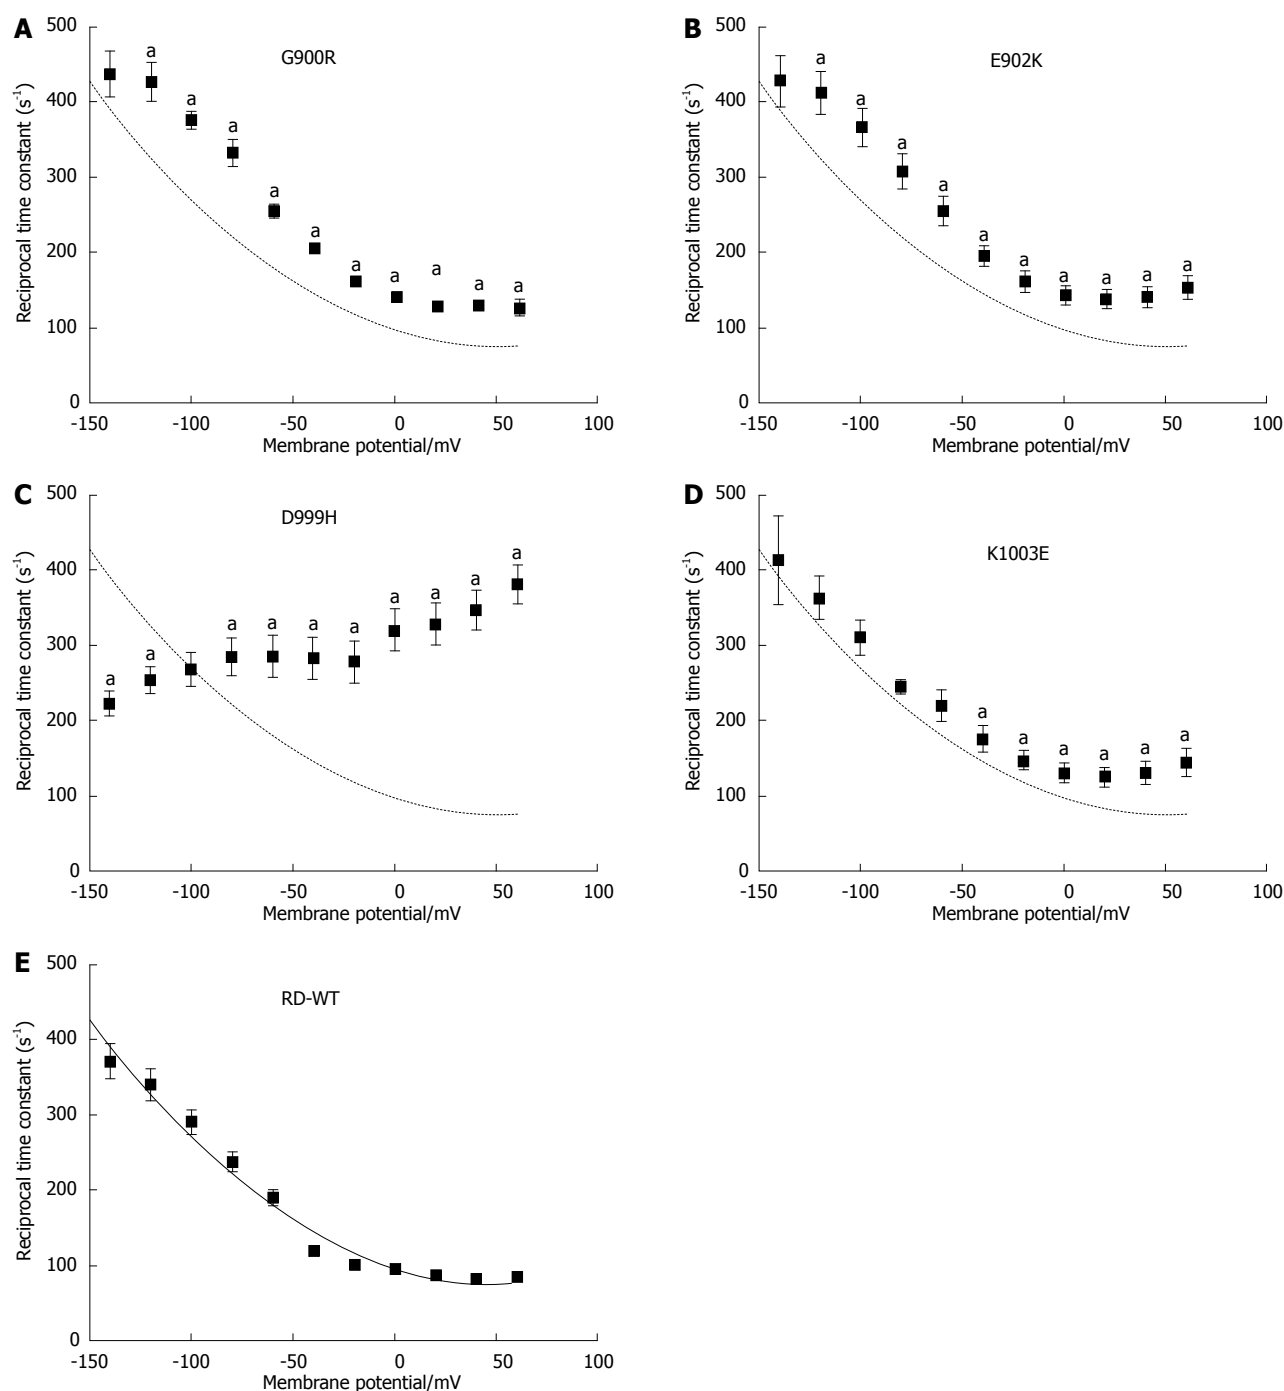 A
G900R
Reciprocal time constant (s-1)
500
400
300
200
100
0
a a a a a a a a a a
-150 -100 -50 0 50 100
Membrane potential/mV
B
E902K
Reciprocal time constant (s-1)
500
400
300
200
100
0
a a a a a a a a a a
-150 -100 -50 0 50 100
Membrane potential/mV
C
D999H
Reciprocal time constant (s-1)
500
400
300
200
100
0
a a a a a a a a a a
-150 -100 -50 0 50 100
Membrane potential/mV
D
K1003E
Reciprocal time constant (s-1)
500
400
300
200
100
0
a a a a a a
-150 -100 -50 0 50 100
Membrane potential/mV
E
RD-WT
Reciprocal time constant (s-1)
500
400
300
200
100
0
-150 -100 -50 0 50 100
Membrane potential/mV